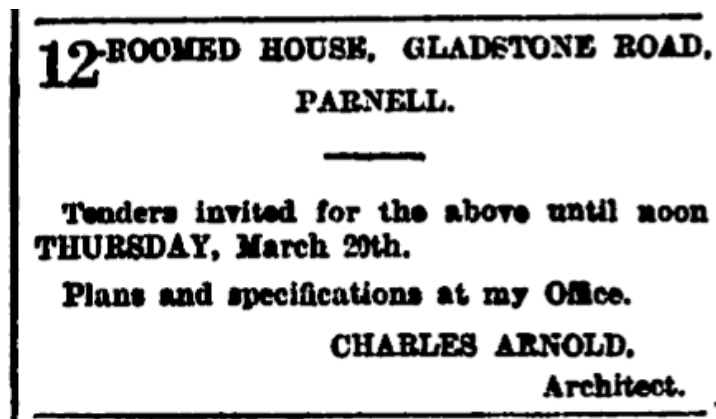 12-ROOMED HOUSE, GLADSTONE ROAD,
PARNELL.
Tenders invited for the above until noon
THURSDAY, March 29th.
Plans and specifications at my Office.
CHARLES ARNOLD,
Architect.